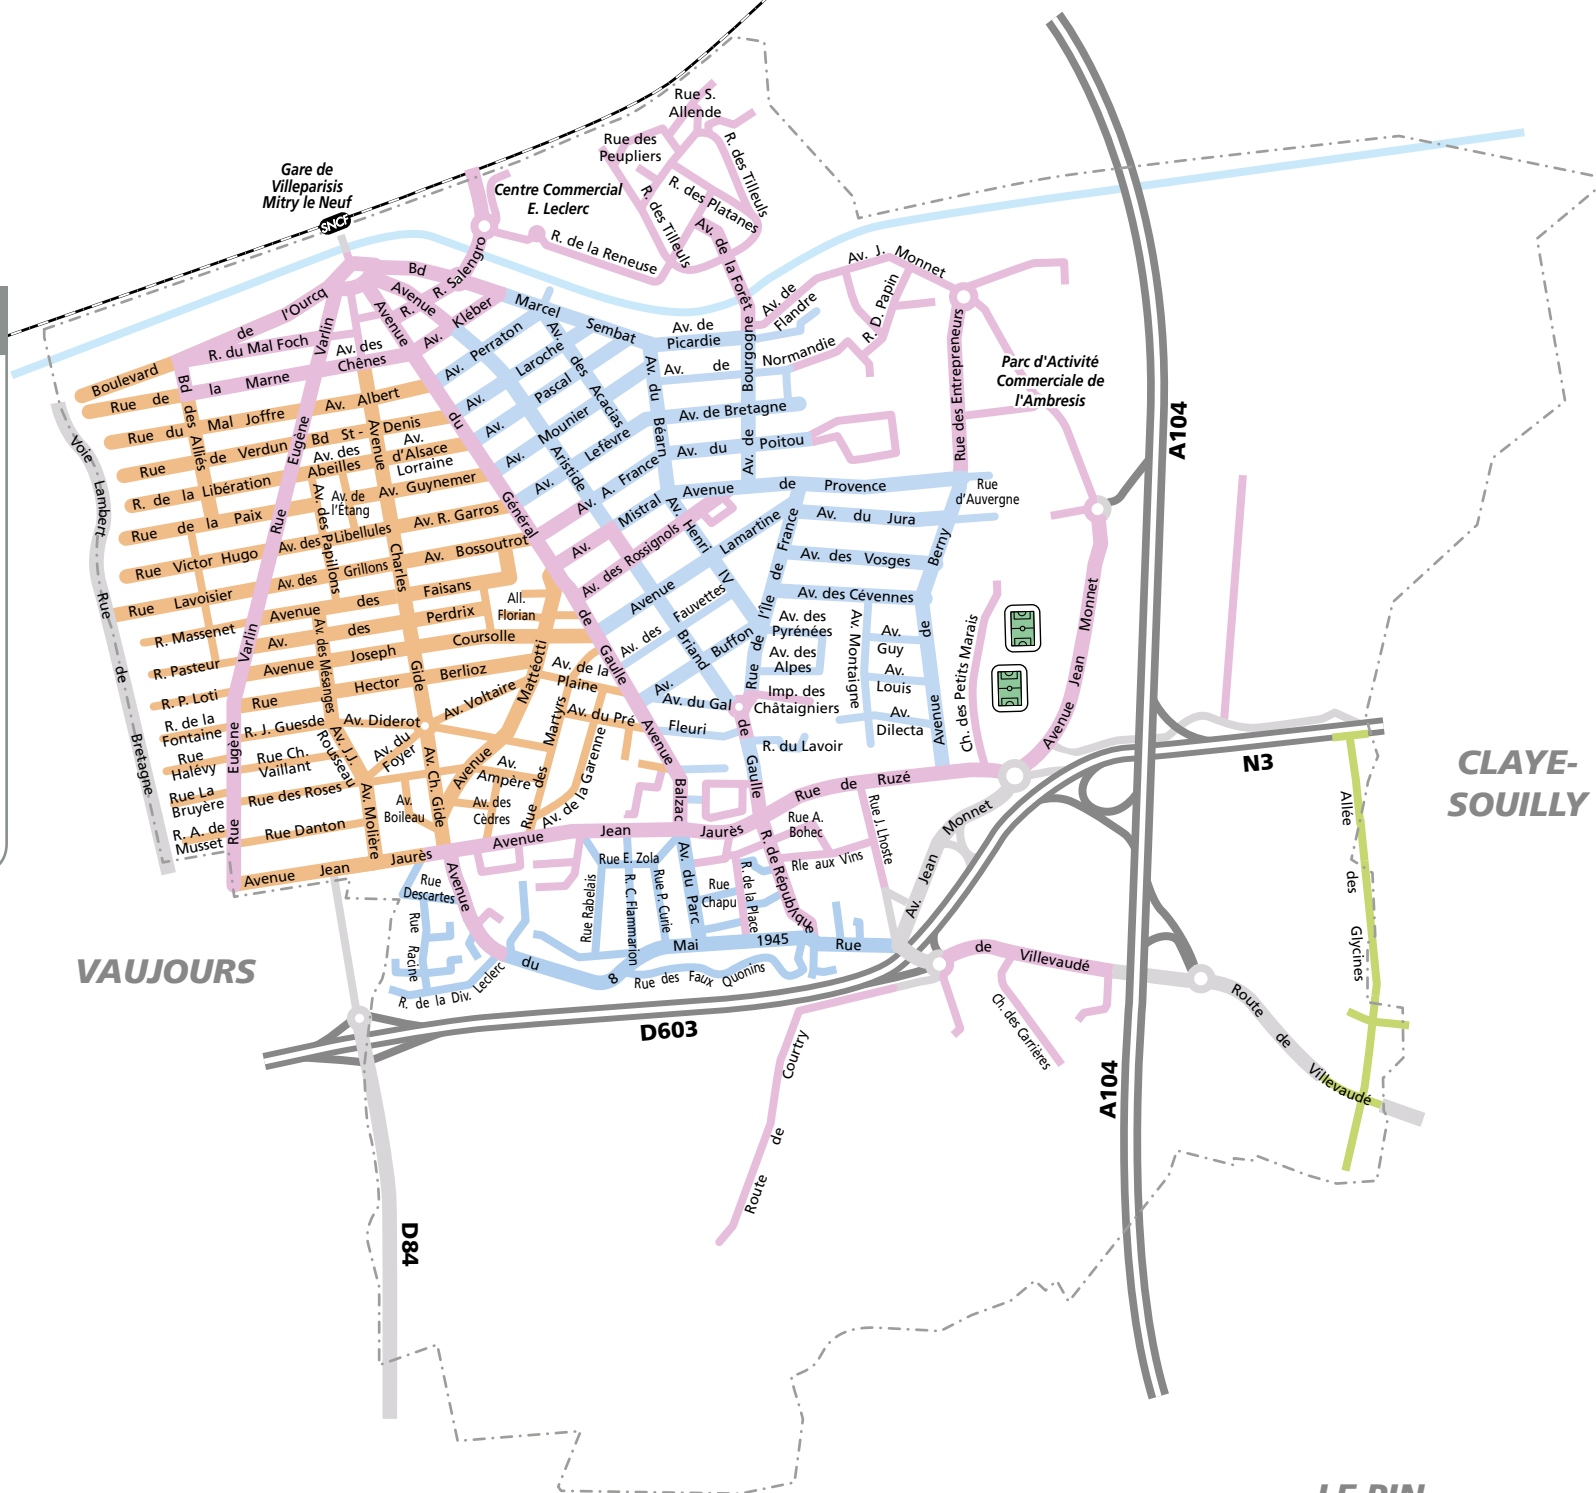 Rue S.
Allende
Rue des
Peupliers
R. des Tilleuls
R. des Platanes
R. des Tilleuls
Gare de
Villeparisis
Mitry le Neuf
SNCF
Centre Commercial
E. Leclerc
R. de la Reneuse
Av. de la Forêt
Av. J. Monnet
Bd
R. Salengro
Avenue
R.
Av. Kléber
Avenue
de l'Ourcq
Varlin
R. du Mal Foch
Av. des
Chênes
Marcel Sembat
Av. de
Picardie
Av. de
Flandre
R. D. Papin
Av. de Normandie
Bourgogne
Av. de
Rue des Entrepreneurs
Parc d'Activité
Commerciale de
l'Ambresis
A104
Boulevard
Rue de la Marne
Bd des Alliés
Rue du Mal Joffre
Av. Albert
Rue de Verdun
Bd St - Denis
R. de la Libération
Av. des
Abeilles
Av.
d'Alsace
Lorraine
Av. Guynemer
Rue de la Paix
Av. de
l'Étang
Av. R. Garros
Rue Victor Hugo
Av. des Libellules
Av. Bossoutrot
Rue Lavoisier
Av. des Grillons
Avenue des Faisans
R. Massenet
Av. des Perdrix
All.
Florian
R. Pasteur
Avenue Joseph Coursolle
R. P. Loti
Rue Hector Berlioz
R. de la
Fontaine
R. J. Guesde
Av. Diderot
Av. Voltaire
Rue
Halévy
Rue Ch.
Vaillant
Av. du
Foyer
Rue La
Bruyère
Rue des Roses
R. A. de
Musset
Rue Danton
Avenue Jean Jaurès
Voie Lambert
Rue de Bretagne
Rue Eugène Varlin
Rue Eugène
Av. des Papillons
Av. des Mésanges
Av. J.J.
Rousseau
Av. Molière
Avenue Charles Gide
Av. Ch. Gide
Av.
Boileau
Avenue Mattéotti
Av.
Ampère
Av. des
Cèdres
Rue des Martyrs
Av. de la Garenne
Av. de la
Plaine
Av. du Pré Fleuri
Av. Perraton
Av. Laroche
Av. Pascal
Av. Mounier
Av. Lefèvre
Av. A. France
Av. Mistral
Av. des Rossignols
Av. des Acacias
Aristide Briand
Av. du Béarn
Av. de Bretagne
Av. du Poitou
Avenue de Provence
Rue
d'Auvergne
Av. du Jura
Av. des Vosges
Av. des Cévennes
Av. Henri IV
Avenue Lamartine
Av. des Fauvettes
Av. Buffon
Av. du Gal de Gaulle
Rue de l'Île de France
Av. des
Pyrénées
Av. des
Alpes
Imp. des
Châtaigniers
R. du Lavoir
Av. Montaigne
Av.
Guy
Av.
Louis
Av.
Dilecta
Avenue de Berny
Ch. des Petits Marais
Avenue Jean Monnet
Avenue du Général de Gaulle
Avenue Balzac
Avenue Jean Jaurès
Rue de Ruzé
Rue A.
Bohec
Rle aux Vins
Rue J. Lhoste
R. de République
R. de la Place
Rue
Chapu
Av. du Parc
Rue E. Zola
Rue P. Curie
R. C. Flammarion
Rue Rabelais
Rue
Descartes
Rue Racine
R. de la Div. Leclerc
Avenue du 8 Mai 1945
Rue de Villevaudé
Rue des Faux Quonins
Av. Jean Monnet
Ch. des Carrières
Route de Courtry
Route de Villevaudé
Allée des Glycines
N3
D603
D84
A104
VAUJOURS
CLAYE-
SOUILLY
LE PIN